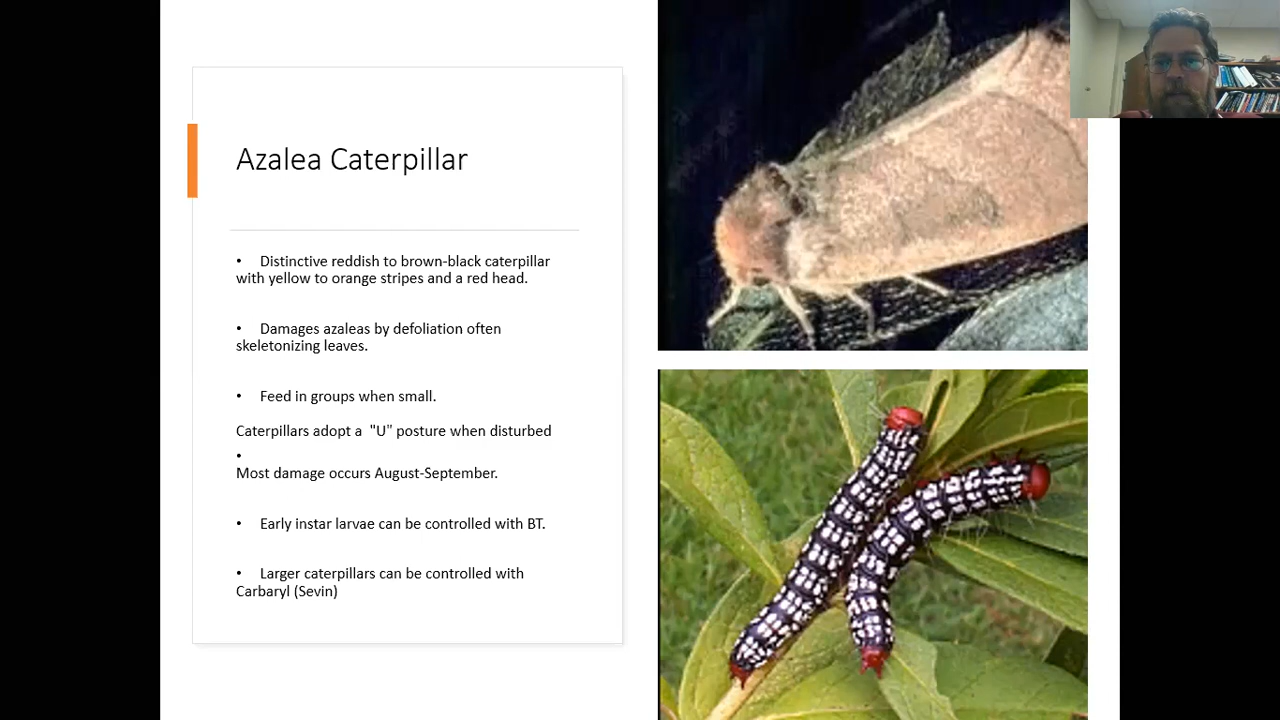 Azalea Caterpillar
• Distinctive reddish to brown-black caterpillar
with yellow to orange stripes and a red head.
• Damages azaleas by defoliation often
skeletonizing leaves.
• Feed in groups when small.
Caterpillars adopt a "U" posture when disturbed
•
Most damage occurs August-September.
• Early instar larvae can be controlled with BT.
• Larger caterpillars can be controlled with
Carbaryl (Sevin)